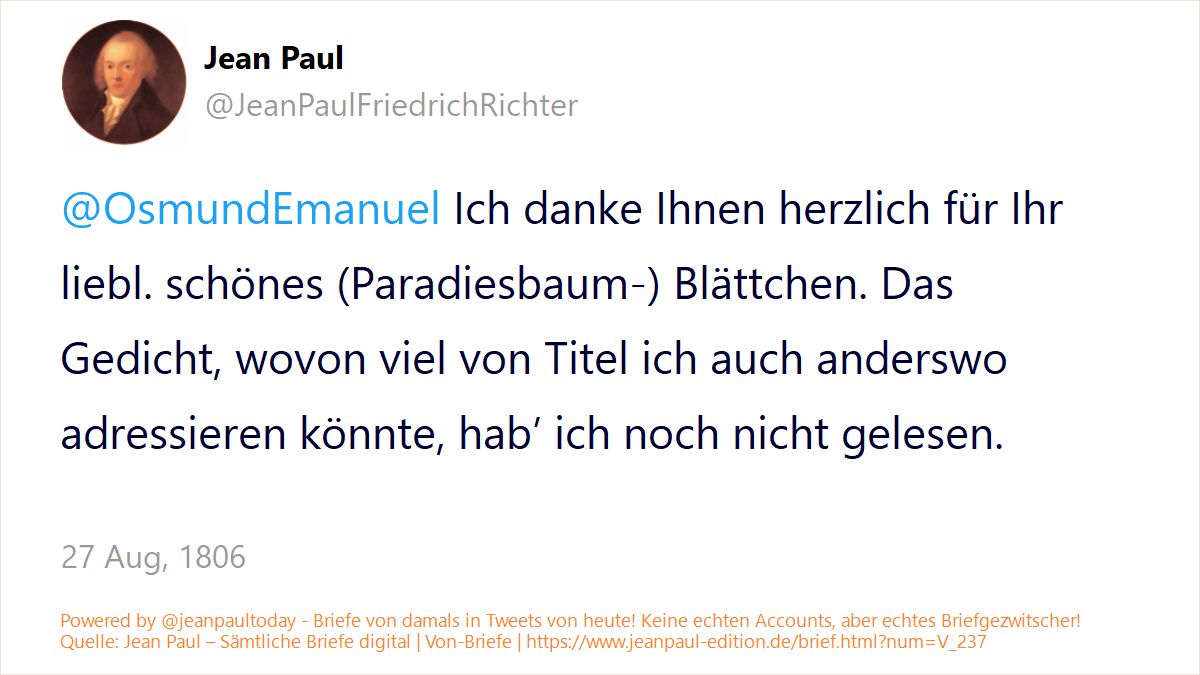 Jean Paul
@JeanPaulFriedrichRichter
@OsmundEmanuel Ich danke Ihnen herzlich für Ihr
liebl. schönes (Paradiesbaum-) Blättchen. Das
Gedicht, wovon viel von Titel ich auch anderswo
adressieren könnte, hab’ ich noch nicht gelesen.
27 Aug, 1806
Powered by @jeanpaultoday - Briefe von damals in Tweets von heute! Keine echten Accounts, aber echtes Briefgezwitscher!
Quelle: Jean Paul – Sämtliche Briefe digital | Von-Briefe | https://www.jeanpaul-edition.de/brief.html?num=V_237